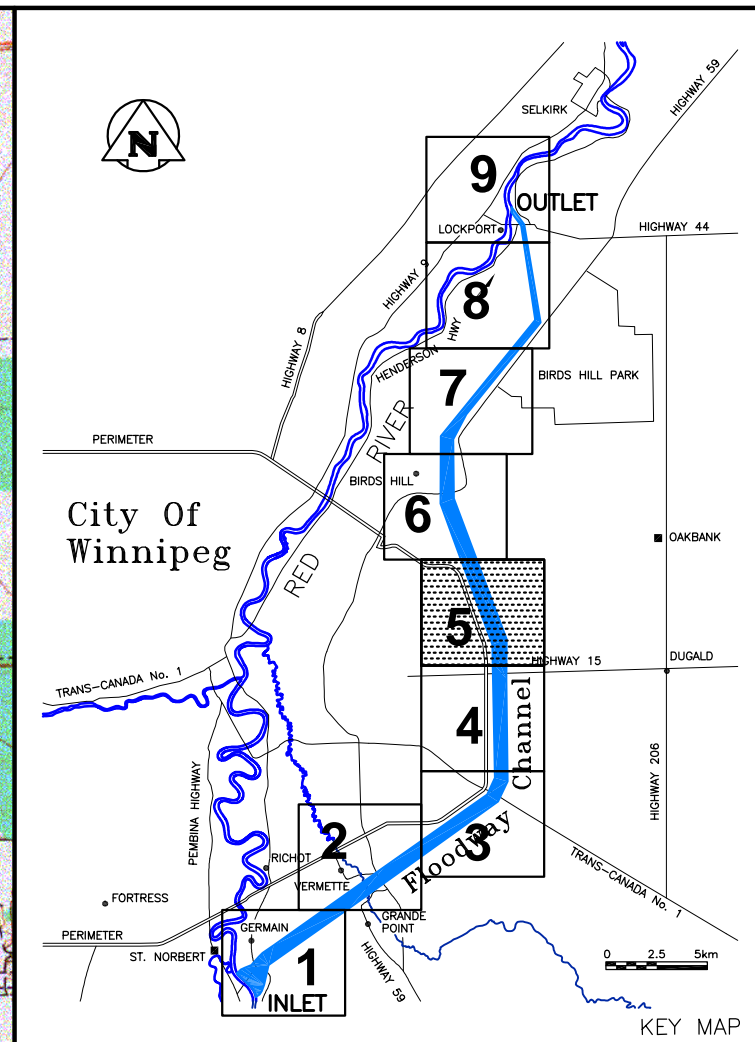 HIGHWAY 59
SELKIRK
N
9
OUTLET
LOCKPORT
HIGHWAY 44
HIGHWAY 9
8
HWY
HENDERSON
HIGHWAY 8
7
BIRDS HILL PARK
RIVER
PERIMETER
BIRDS HILL
6
City Of
Winnipeg
OAKBANK
RED
5
HIGHWAY 15
DUGALD
TRANS-CANADA No. 1
4
Channel
HIGHWAY 206
PEMBINA HIGHWAY
2
3
Floodway
RICHOT
VERMETTE
TRANS-CANADA No. 1
FORTRESS
GRANDE
POINT
GERMAIN
PERIMETER
ST. NORBERT
1
INLET
HIGHWAY 59
0 2.5 5km
KEY MAP